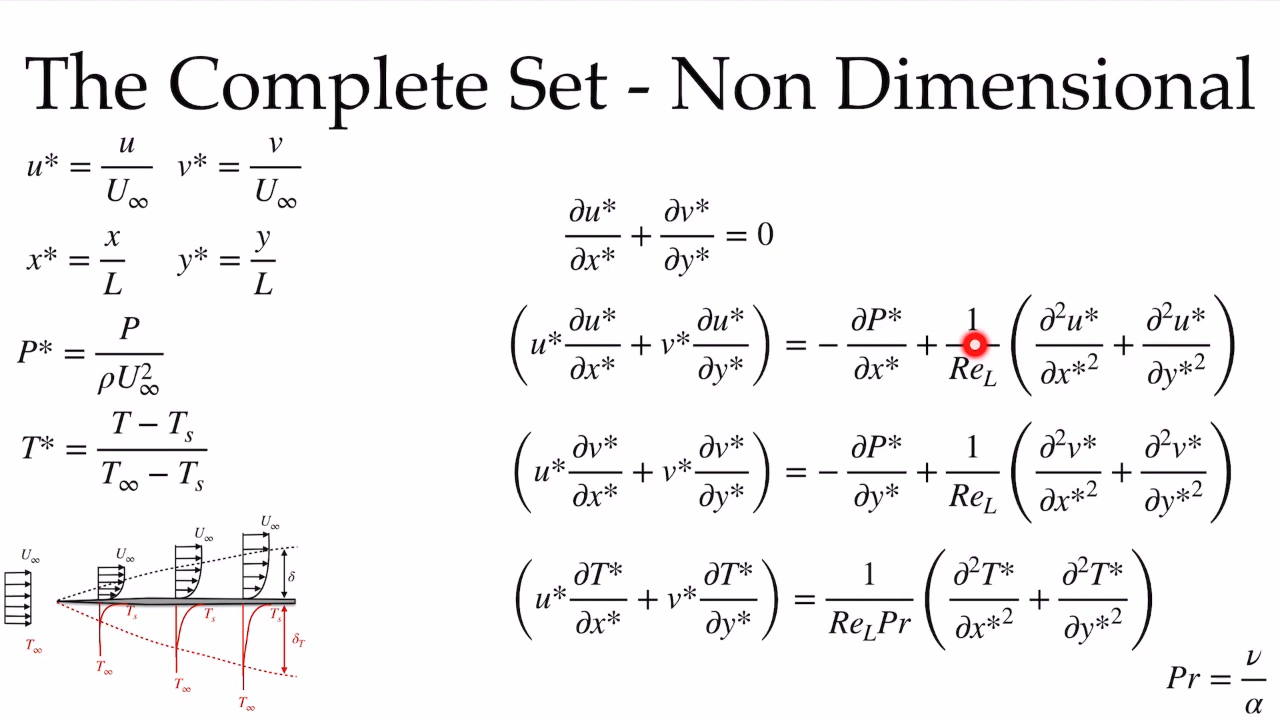 The Complete Set - Non Dimensional
u* = u / U∞    v* = v / U∞
x* = x / L    y* = y / L
P* = P / ρU∞²
T* = (T − Tₛ) / (T∞ − Tₛ)
∂u*/∂x* + ∂v*/∂y* = 0
(u* ∂u*/∂x* + v* ∂u*/∂y*) = − ∂P*/∂x* + 1/Re_L (∂²u*/∂x*² + ∂²u*/∂y*²)
(u* ∂v*/∂x* + v* ∂v*/∂y*) = − ∂P*/∂y* + 1/Re_L (∂²v*/∂x*² + ∂²v*/∂y*²)
(u* ∂T*/∂x* + v* ∂T*/∂y*) = 1/(Re_L Pr) (∂²T*/∂x*² + ∂²T*/∂y*²)
Pr = ν / α
U∞ U∞ U∞ U∞
δ
Tₛ Tₛ Tₛ
δ_T
T∞ T∞ T∞ T∞